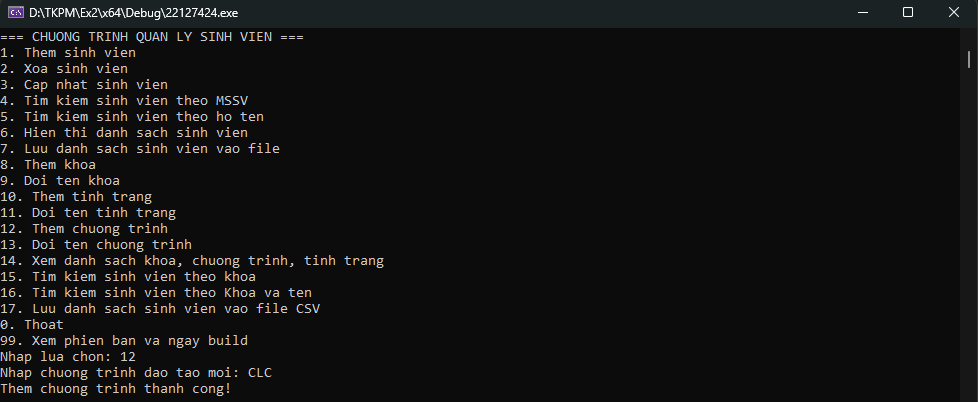 D:\TKPM\Ex2\x64\Debug\22127424.exe
=== CHUONG TRINH QUAN LY SINH VIEN ===
1. Them sinh vien
2. Xoa sinh vien
3. Cap nhat sinh vien
4. Tim kiem sinh vien theo MSSV
5. Tim kiem sinh vien theo ho ten
6. Hien thi danh sach sinh vien
7. Luu danh sach sinh vien vao file
8. Them khoa
9. Doi ten khoa
10. Them tinh trang
11. Doi ten tinh trang
12. Them chuong trinh
13. Doi ten chuong trinh
14. Xem danh sach khoa, chuong trinh, tinh trang
15. Tim kiem sinh vien theo khoa
16. Tim kiem sinh vien theo Khoa va ten
17. Luu danh sach sinh vien vao file CSV
0. Thoat
99. Xem phien ban va ngay build
Nhap lua chon: 12
Nhap chuong trinh dao tao moi: CLC
Them chuong trinh thanh cong!